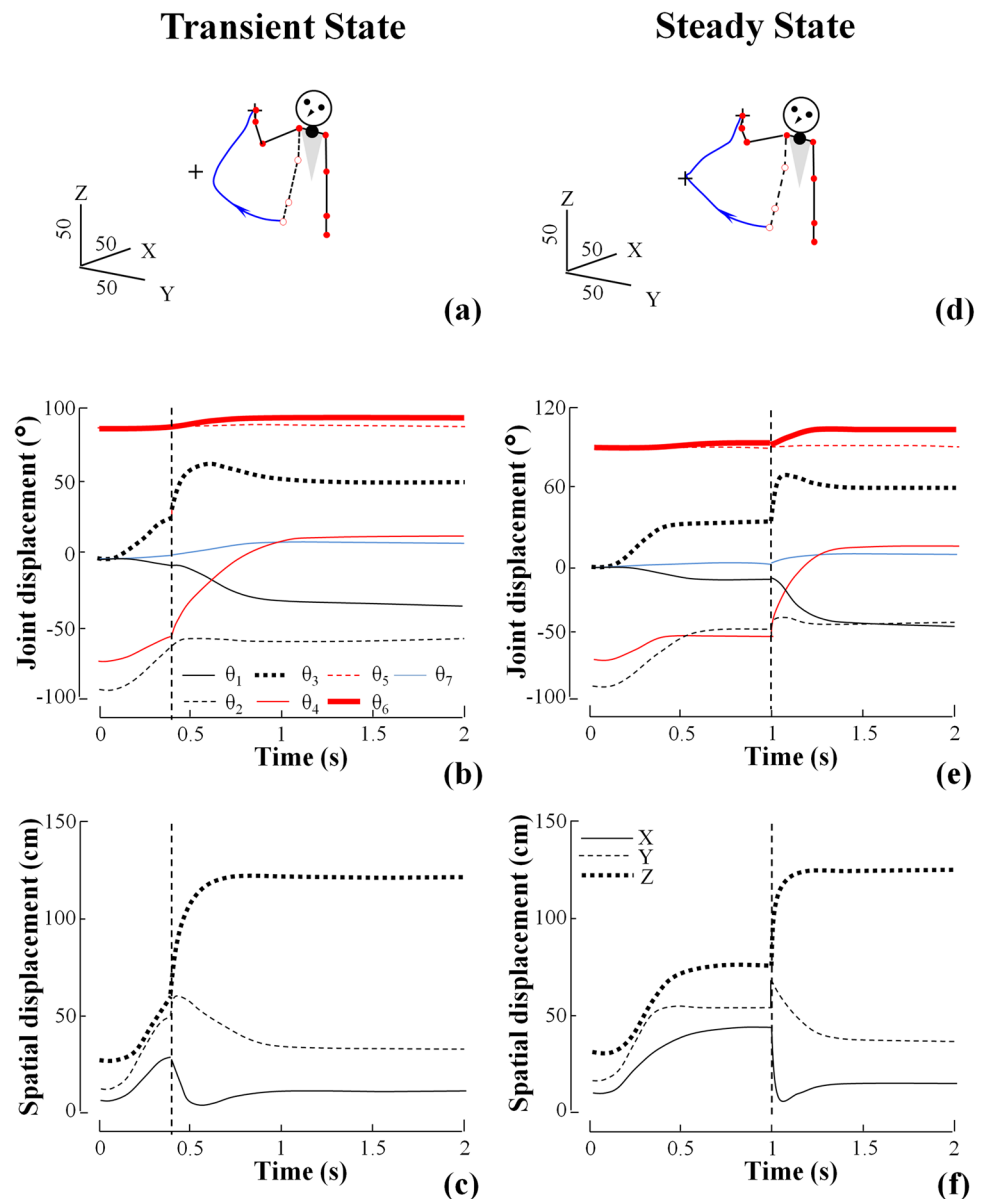 Transient State
Steady State
Z
50
50
X
50
Y
(a)
Z
50
50
X
50
Y
(d)
Joint displacement (°)
100
50
0
-50
-100
θ1 θ3 θ5 θ7
θ2 θ4 θ6
0 0.5 1 1.5 2
Time (s)
(b)
Joint displacement (°)
120
60
0
-50
-100
0 0.5 1 1.5 2
Time (s)
(e)
Spatial displacement (cm)
150
100
50
0
0 0.5 1 1.5 2
Time (s)
(c)
Spatial displacement (cm)
150
100
50
0
X
Y
Z
0 0.5 1 1.5 2
Time (s)
(f)